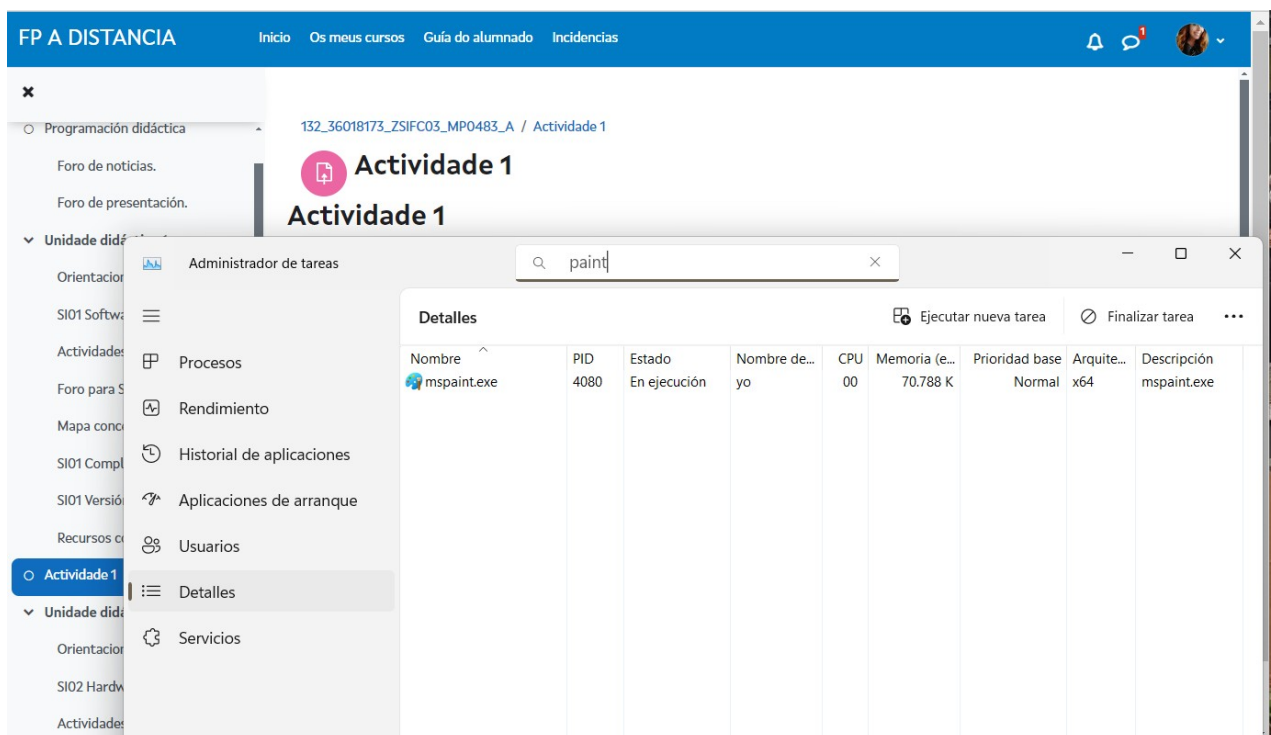 FP A DISTANCIA Inicio Os meus cursos Guía do alumnado Incidencias 1
132_36018173_ZSIFC03_MP0483_A / Actividade 1
Actividade 1
Actividade 1
Programación didáctica
Foro de noticias.
Foro de presentación.
Unidade
Orientacion
SI01 Softwa
Actividades
Foro para S
Mapa conc
SI01 Compl
SI01 Versió
Recursos co
Actividade 1
Unidade didá
Orientacion
SI02 Hardw
Actividades
Administrador de tareas
paint
Procesos
Rendimiento
Historial de aplicaciones
Aplicaciones de arranque
Usuarios
Detalles
Servicios
Detalles Ejecutar nueva tarea Finalizar tarea ...
Nombre PID Estado Nombre de... CPU Memoria (e... Prioridad base Arquite... Descripción
mspaint.exe 4080 En ejecución yo 00 70.788 K Normal x64 mspaint.exe